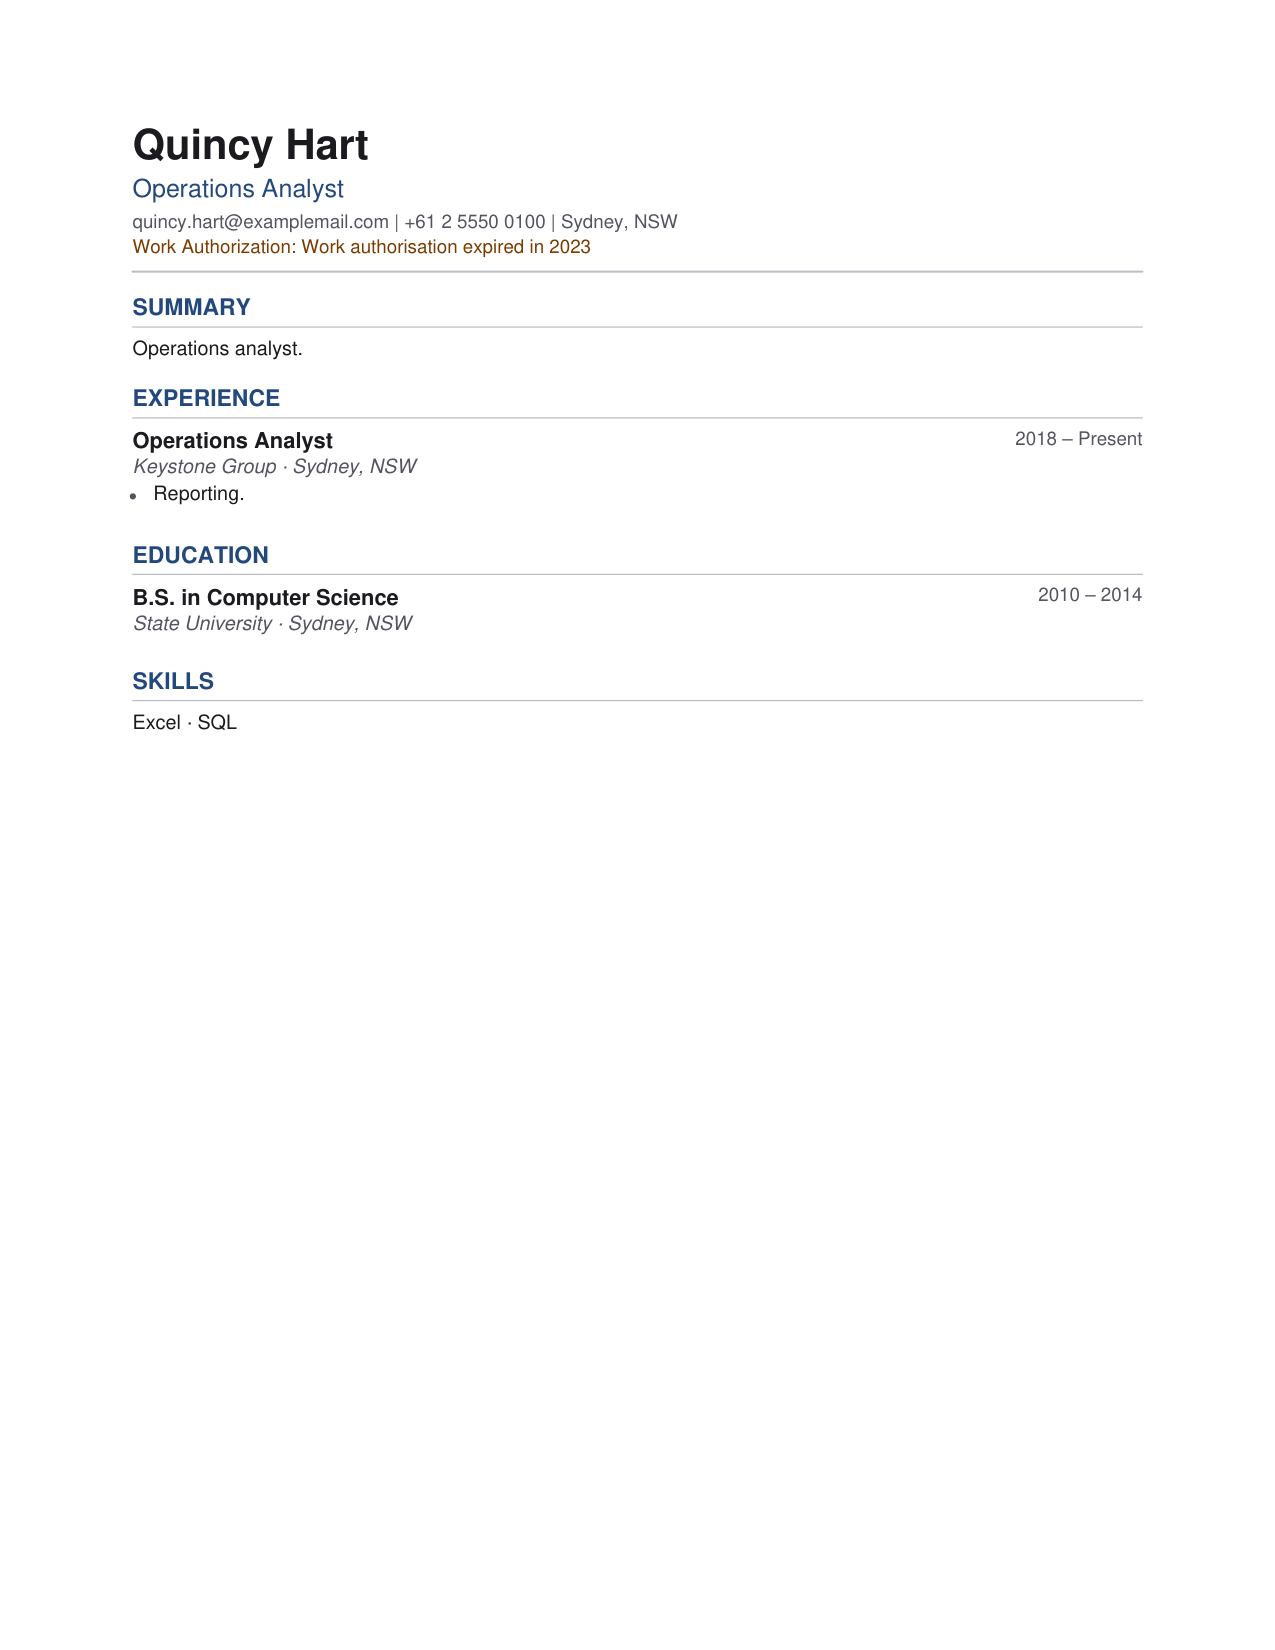 Quincy Hart
Operations Analyst
quincy.hart@examplemail.com | +61 2 5550 0100 | Sydney, NSW
Work Authorization: Work authorisation expired in 2023
SUMMARY
Operations analyst.
EXPERIENCE
Operations Analyst 2018 – Present
Keystone Group · Sydney, NSW
• Reporting.
EDUCATION
B.S. in Computer Science 2010 – 2014
State University · Sydney, NSW
SKILLS
Excel · SQL